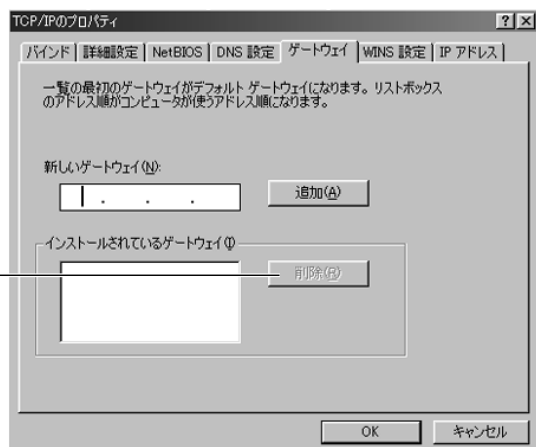 TCP/IPのプロパティ
バインド 詳細設定 NetBIOS DNS 設定 ゲートウェイ WINS 設定 IP アドレス
一覧の最初のゲートウェイがデフォルト ゲートウェイになります。リストボックス
のアドレス順がコンピュータが使うアドレス順になります。
新しいゲートウェイ(N):
. . .
追加(A)
インストールされているゲートウェイ(I)
削除(R)
OK キャンセル